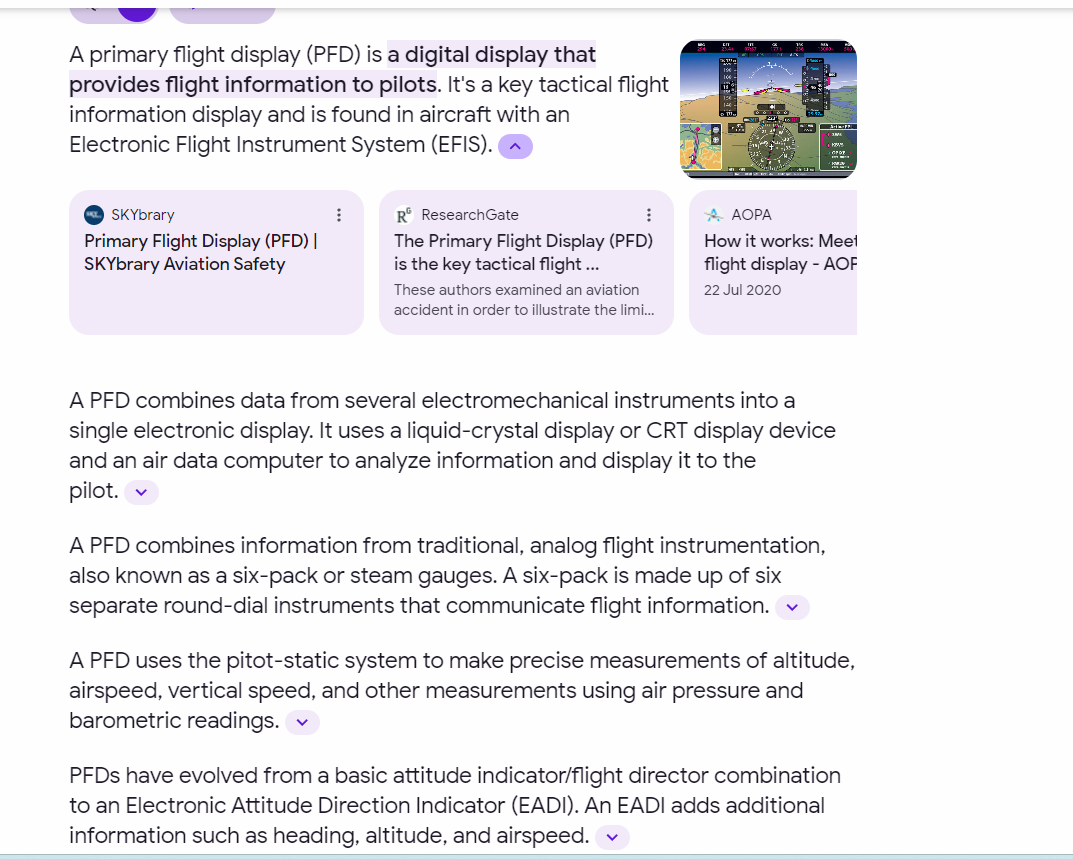 A primary flight display (PFD) is a digital display that
provides flight information to pilots. It's a key tactical flight
information display and is found in aircraft with an
Electronic Flight Instrument System (EFIS).
SKYbrary
Primary Flight Display (PFD) |
SKYbrary Aviation Safety
ResearchGate
The Primary Flight Display (PFD)
is the key tactical flight ...
These authors examined an aviation
accident in order to illustrate the limi...
AOPA
How it works: Meet
flight display - AOP
22 Jul 2020
A PFD combines data from several electromechanical instruments into a
single electronic display. It uses a liquid-crystal display or CRT display device
and an air data computer to analyze information and display it to the
pilot.
A PFD combines information from traditional, analog flight instrumentation,
also known as a six-pack or steam gauges. A six-pack is made up of six
separate round-dial instruments that communicate flight information.
A PFD uses the pitot-static system to make precise measurements of altitude,
airspeed, vertical speed, and other measurements using air pressure and
barometric readings.
PFDs have evolved from a basic attitude indicator/flight director combination
to an Electronic Attitude Direction Indicator (EADI). An EADI adds additional
information such as heading, altitude, and airspeed.